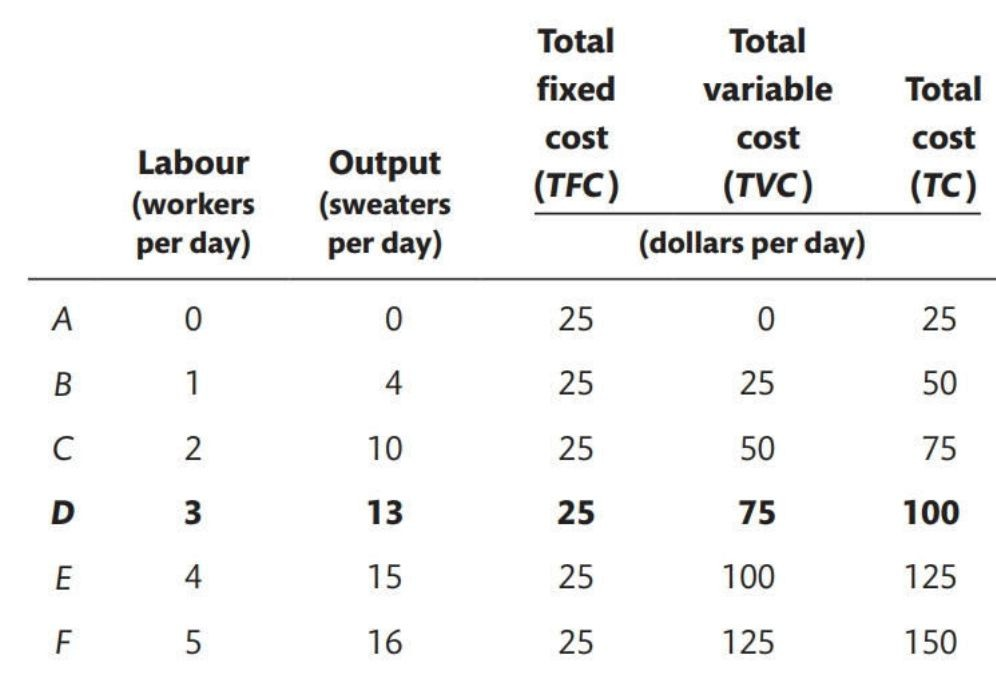 Total Total
fixed variable Total
cost cost cost
Labour Output (TFC) (TVC) (TC)
(workers (sweaters
per day) per day) (dollars per day)
A 0 0 25 0 25
B 1 4 25 25 50
C 2 10 25 50 75
D 3 13 25 75 100
E 4 15 25 100 125
F 5 16 25 125 150